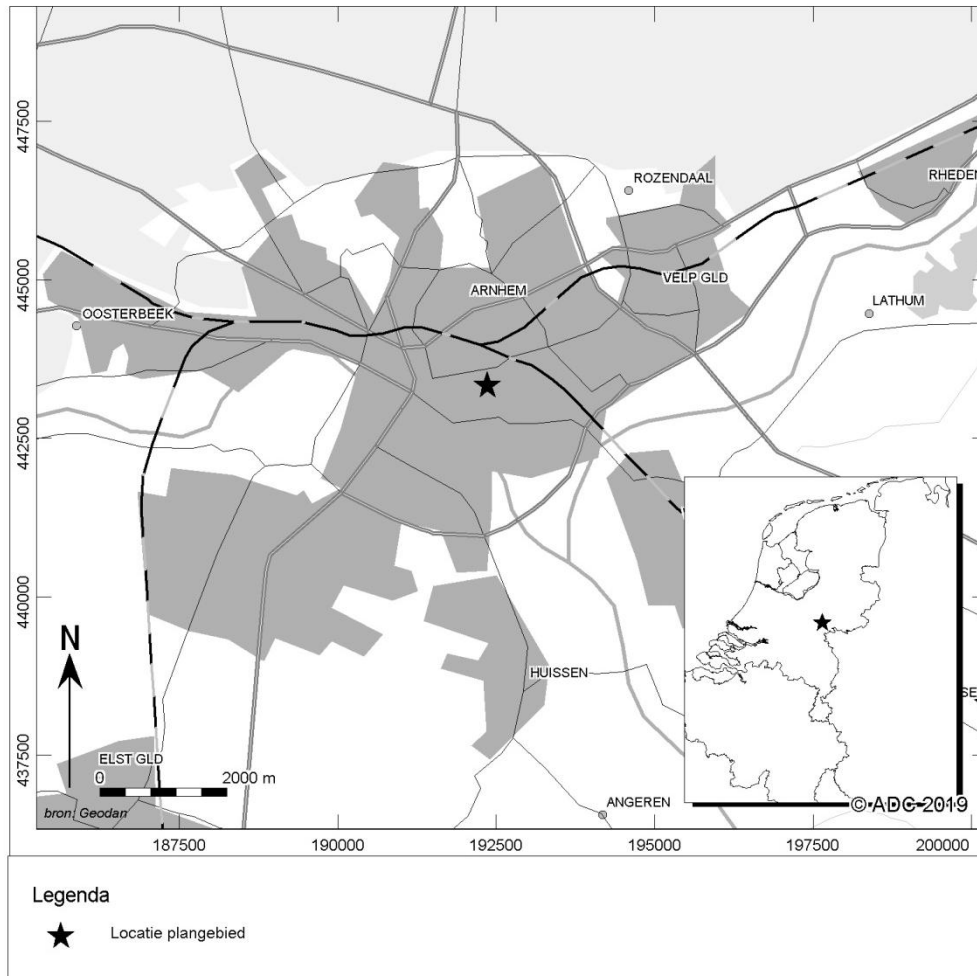 447500
ROZENDAAL
RHEDEN
445000
ARNHEM
VELP GLD
LATHUM
OOSTERBEEK
442500
440000
N
HUISSEN
SE
437500
ELST GLD
0 2000 m
ANGEREN
© ADC 2019
bron: Geodan
187500 190000 192500 195000 197500 200000
Legenda
Locatie plangebied